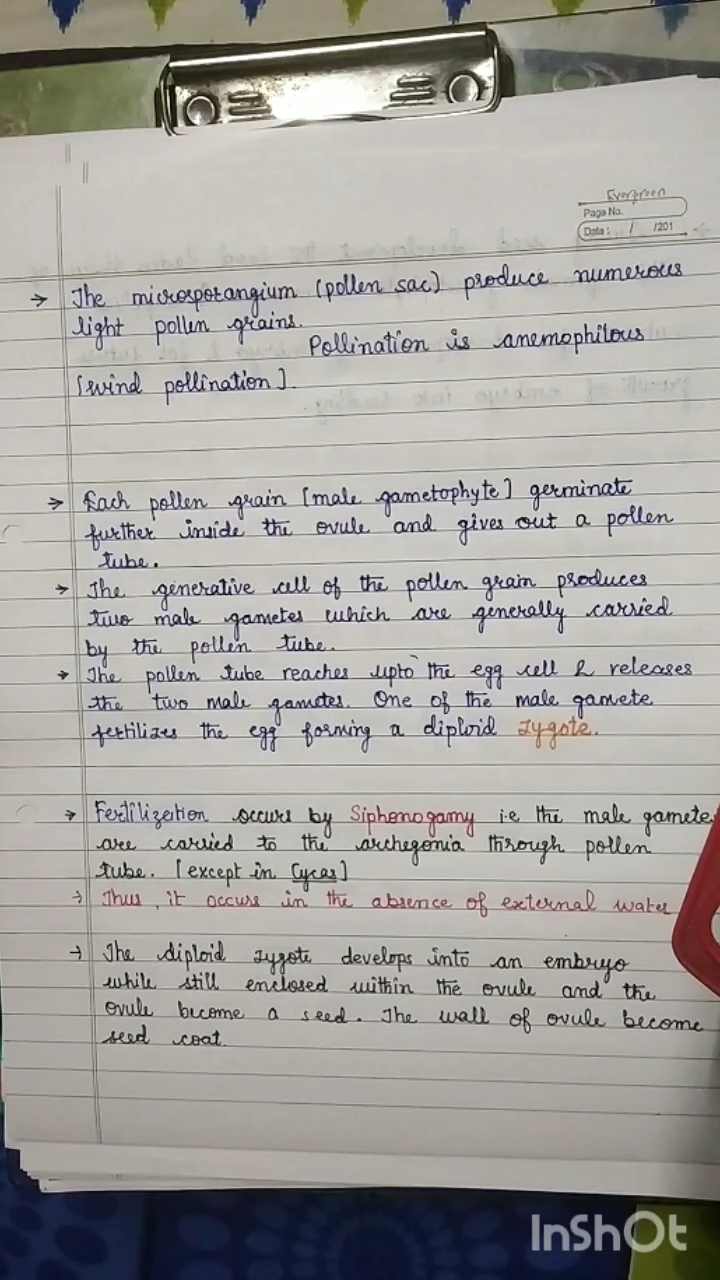 Evergreen
Page No.
Date: / /201
→ The microsporangium (pollen sac) produce numerous
light pollen grains.
Pollination is anemophilous
[wind pollination].
→ Each pollen grain [male gametophyte] germinate
further inside the ovule and gives out a pollen
tube.
→ The generative cell of the pollen grain produces
two male gametes which are generally carried
by the pollen tube.
→ The pollen tube reaches upto the egg cell & releases
the two male gametes. One of the male gamete
fertilizes the egg forming a diploid zygote.
→ Fertilization occurs by Siphonogamy i.e the male gamete
are carried to the archegonia through pollen
tube. [except in Cycas]
→ Thus, it occurs in the absence of external water
→ The diploid zygote develops into an embryo
while still enclosed within the ovule and the
ovule become a seed. The wall of ovule become
seed coat.
InShOt